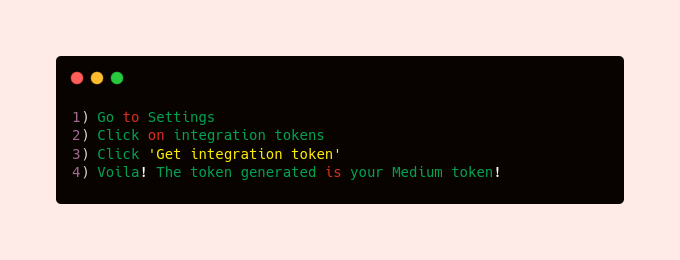 1) Go to Settings
2) Click on integration tokens
3) Click 'Get integration token'
4) Voila! The token generated is your Medium token!